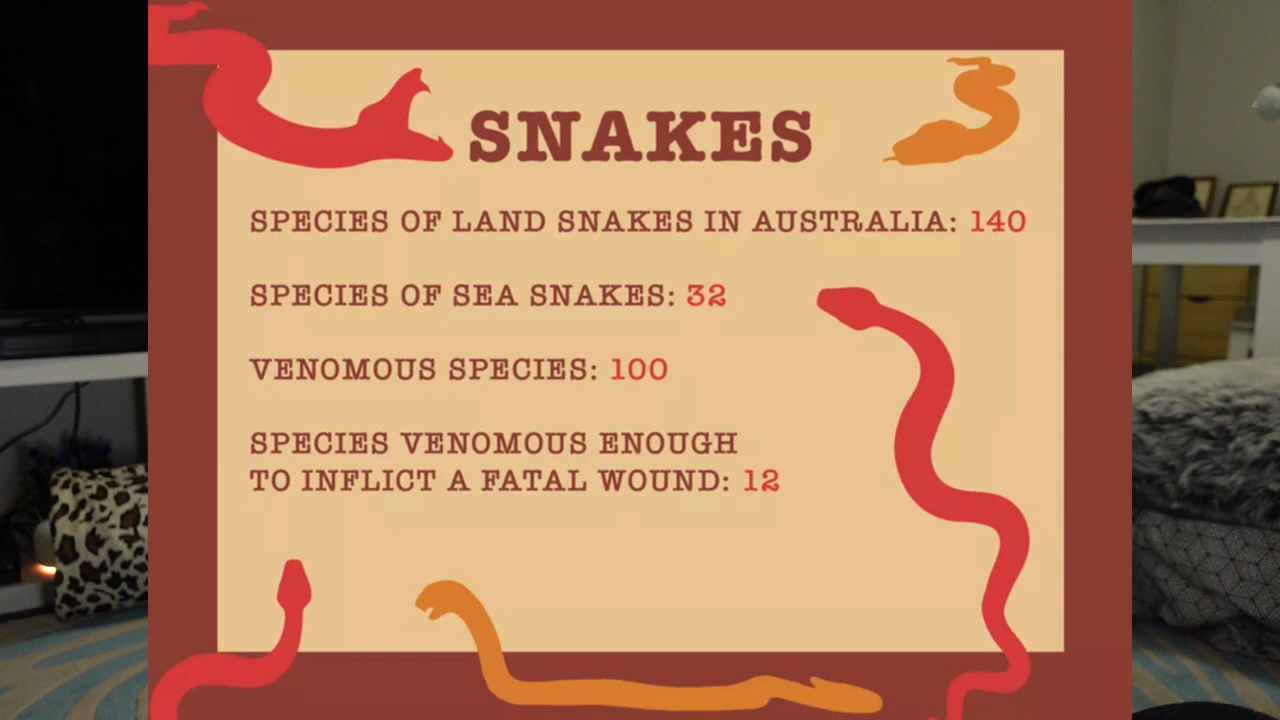 SNAKES
SPECIES OF LAND SNAKES IN AUSTRALIA: 140
SPECIES OF SEA SNAKES: 32
VENOMOUS SPECIES: 100
SPECIES VENOMOUS ENOUGH
TO INFLICT A FATAL WOUND: 12